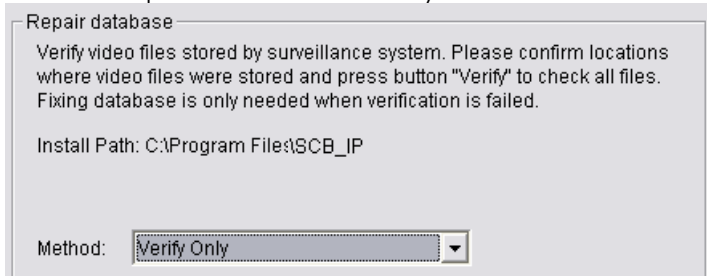 Repair database
Verify video files stored by surveillance system. Please confirm locations
where video files were stored and press button "Verify" to check all files.
Fixing database is only needed when verification is failed.
Install Path: C:\Program Files\SCB_IP
Method: Verify Only